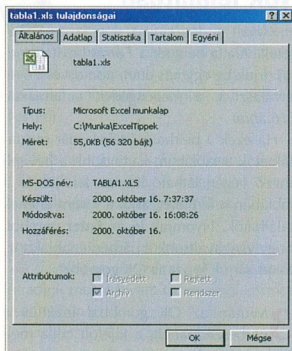 tabla1.xls tulajdonságai
Általános Adatlap Statisztika Tartalom Egyéni
tabla1.xls
Típus: Microsoft Excel munkalap
Hely: C:\Munka\ExcelTippek
Méret: 55,0KB (56 320 bájt)
MS-DOS név: TABLA1.XLS
Készült: 2000. október 16. 7:37:37
Módosítva: 2000. október 16. 16:08:26
Hozzáférés: 2000. október 16.
Attribútumok: Írásvédett Rejtett
Archív Rendszer
OK Mégse